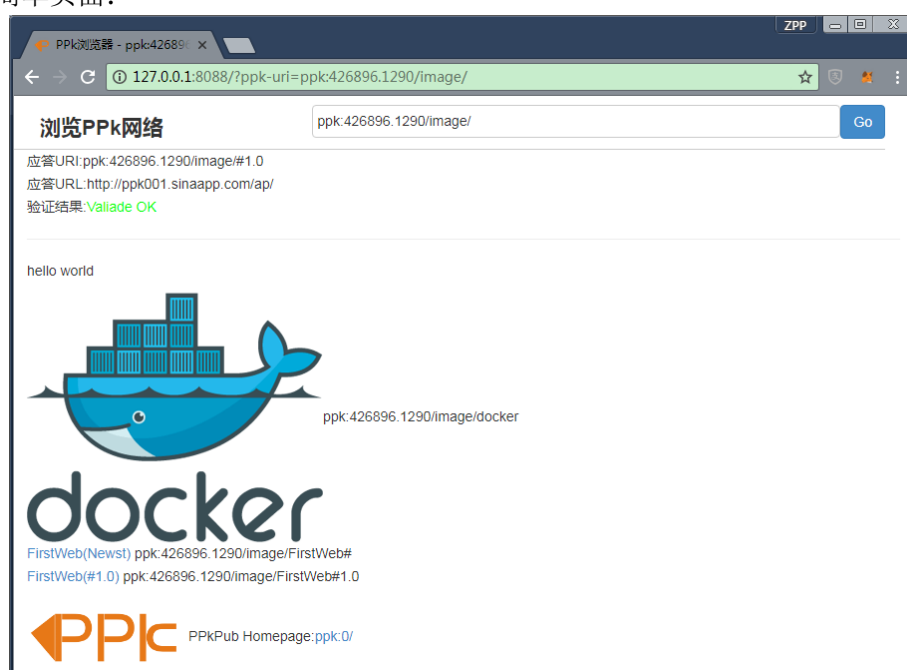 ZPP
PPk浏览器 - ppk:42689
127.0.0.1:8088/?ppk-uri=ppk:426896.1290/image/
浏览PPk网络
ppk:426896.1290/image/
Go
应答URI:ppk:426896.1290/image/#1.0
应答URL:http://ppk001.sinaapp.com/ap/
验证结果:Valiade OK
hello world
ppk:426896.1290/image/docker
docker
FirstWeb(Newst) ppk:426896.1290/image/FirstWeb#
FirstWeb(#1.0) ppk:426896.1290/image/FirstWeb#1.0
PPk
PPkPub Homepage:ppk:0/